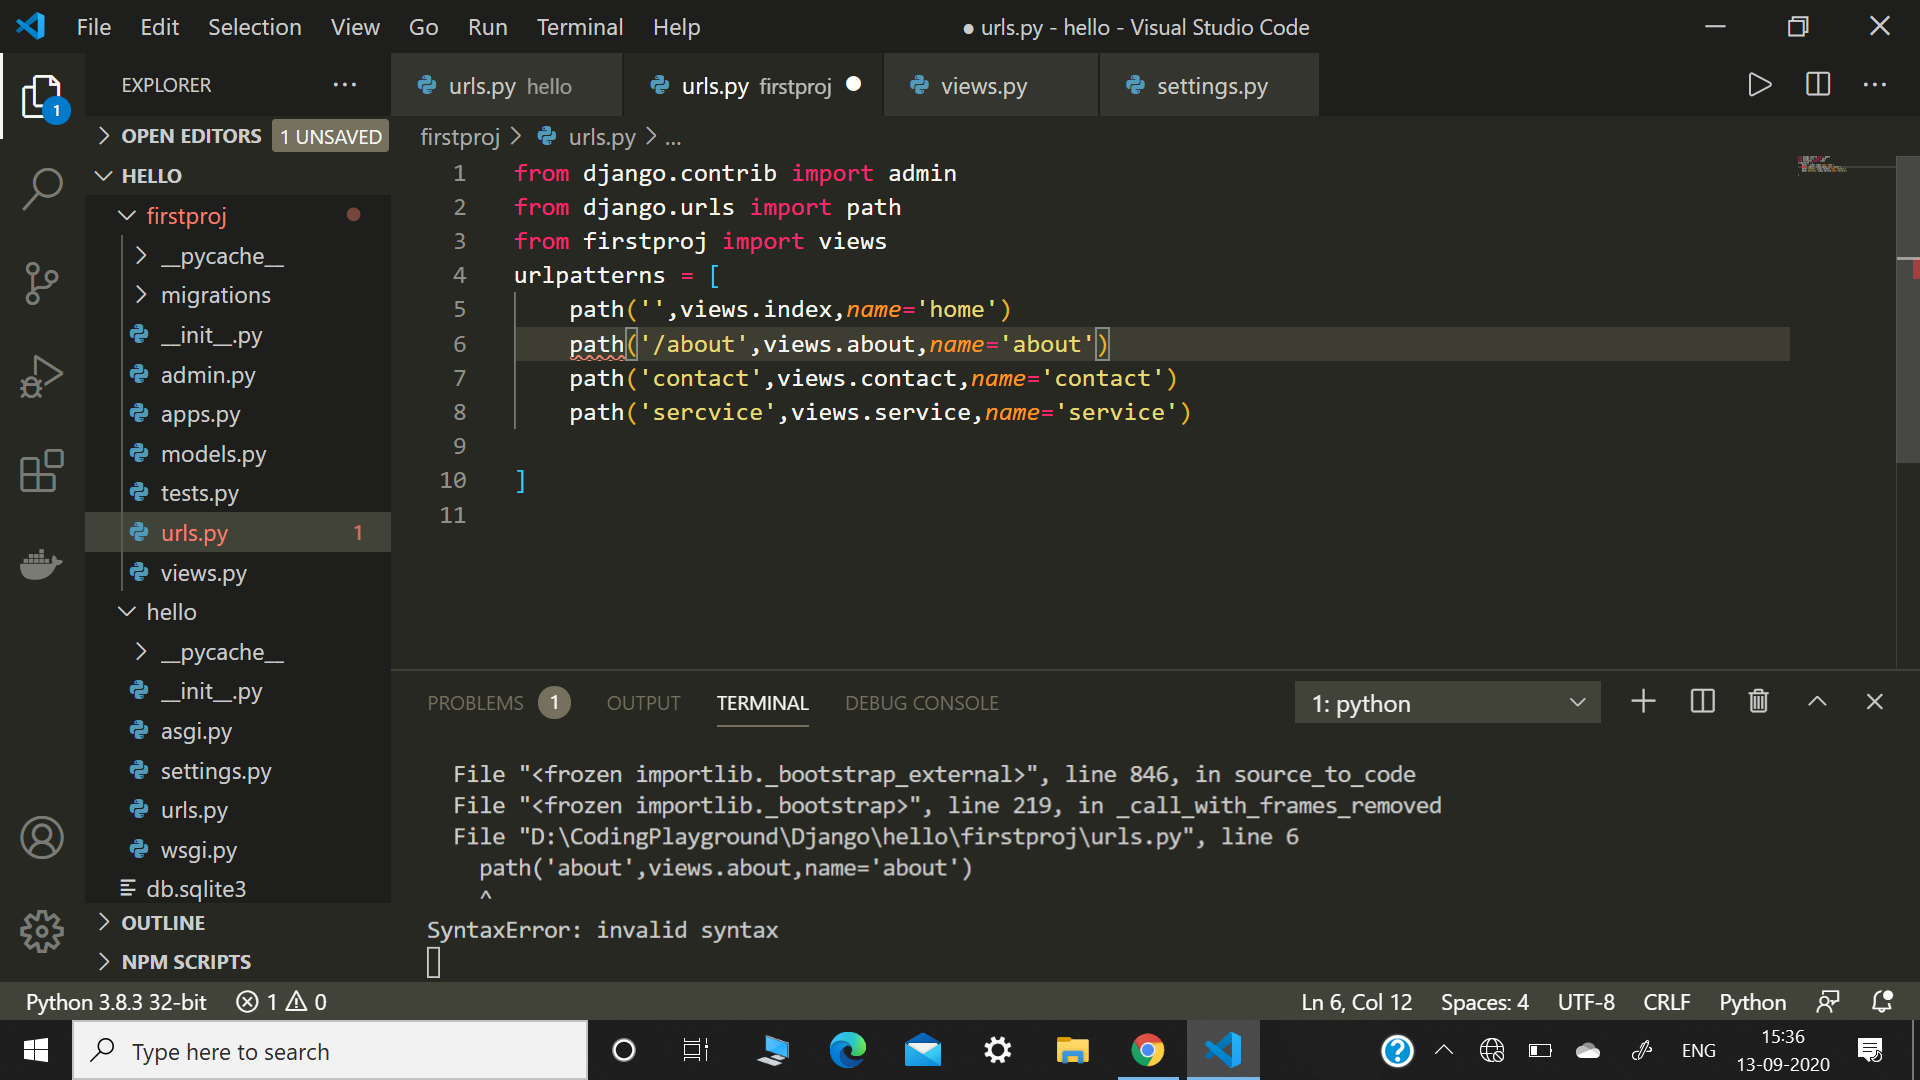 File Edit Selection View Go Run Terminal Help
● urls.py - hello - Visual Studio Code
EXPLORER
urls.py hello
urls.py firstproj
views.py
settings.py
1
OPEN EDITORS 1 UNSAVED
HELLO
firstproj
__pycache__
migrations
__init__.py
admin.py
apps.py
models.py
tests.py
urls.py 1
views.py
hello
__pycache__
__init__.py
asgi.py
settings.py
urls.py
wsgi.py
db.sqlite3
OUTLINE
NPM SCRIPTS
firstproj > urls.py > ...
1 from django.contrib import admin
2 from django.urls import path
3 from firstproj import views
4 urlpatterns = [
5     path('',views.index,name='home')
6     path('/about',views.about,name='about')
7     path('contact',views.contact,name='contact')
8     path('sercvice',views.service,name='service')
9
10 ]
11
PROBLEMS 1 OUTPUT TERMINAL DEBUG CONSOLE
1: python
  File "<frozen importlib._bootstrap_external>", line 846, in source_to_code
  File "<frozen importlib._bootstrap>", line 219, in _call_with_frames_removed
  File "D:\CodingPlayground\Django\hello\firstproj\urls.py", line 6
    path('about',views.about,name='about')
    ^
SyntaxError: invalid syntax
Python 3.8.3 32-bit 1 0
Ln 6, Col 12 Spaces: 4 UTF-8 CRLF Python
Type here to search
ENG
15:36
13-09-2020